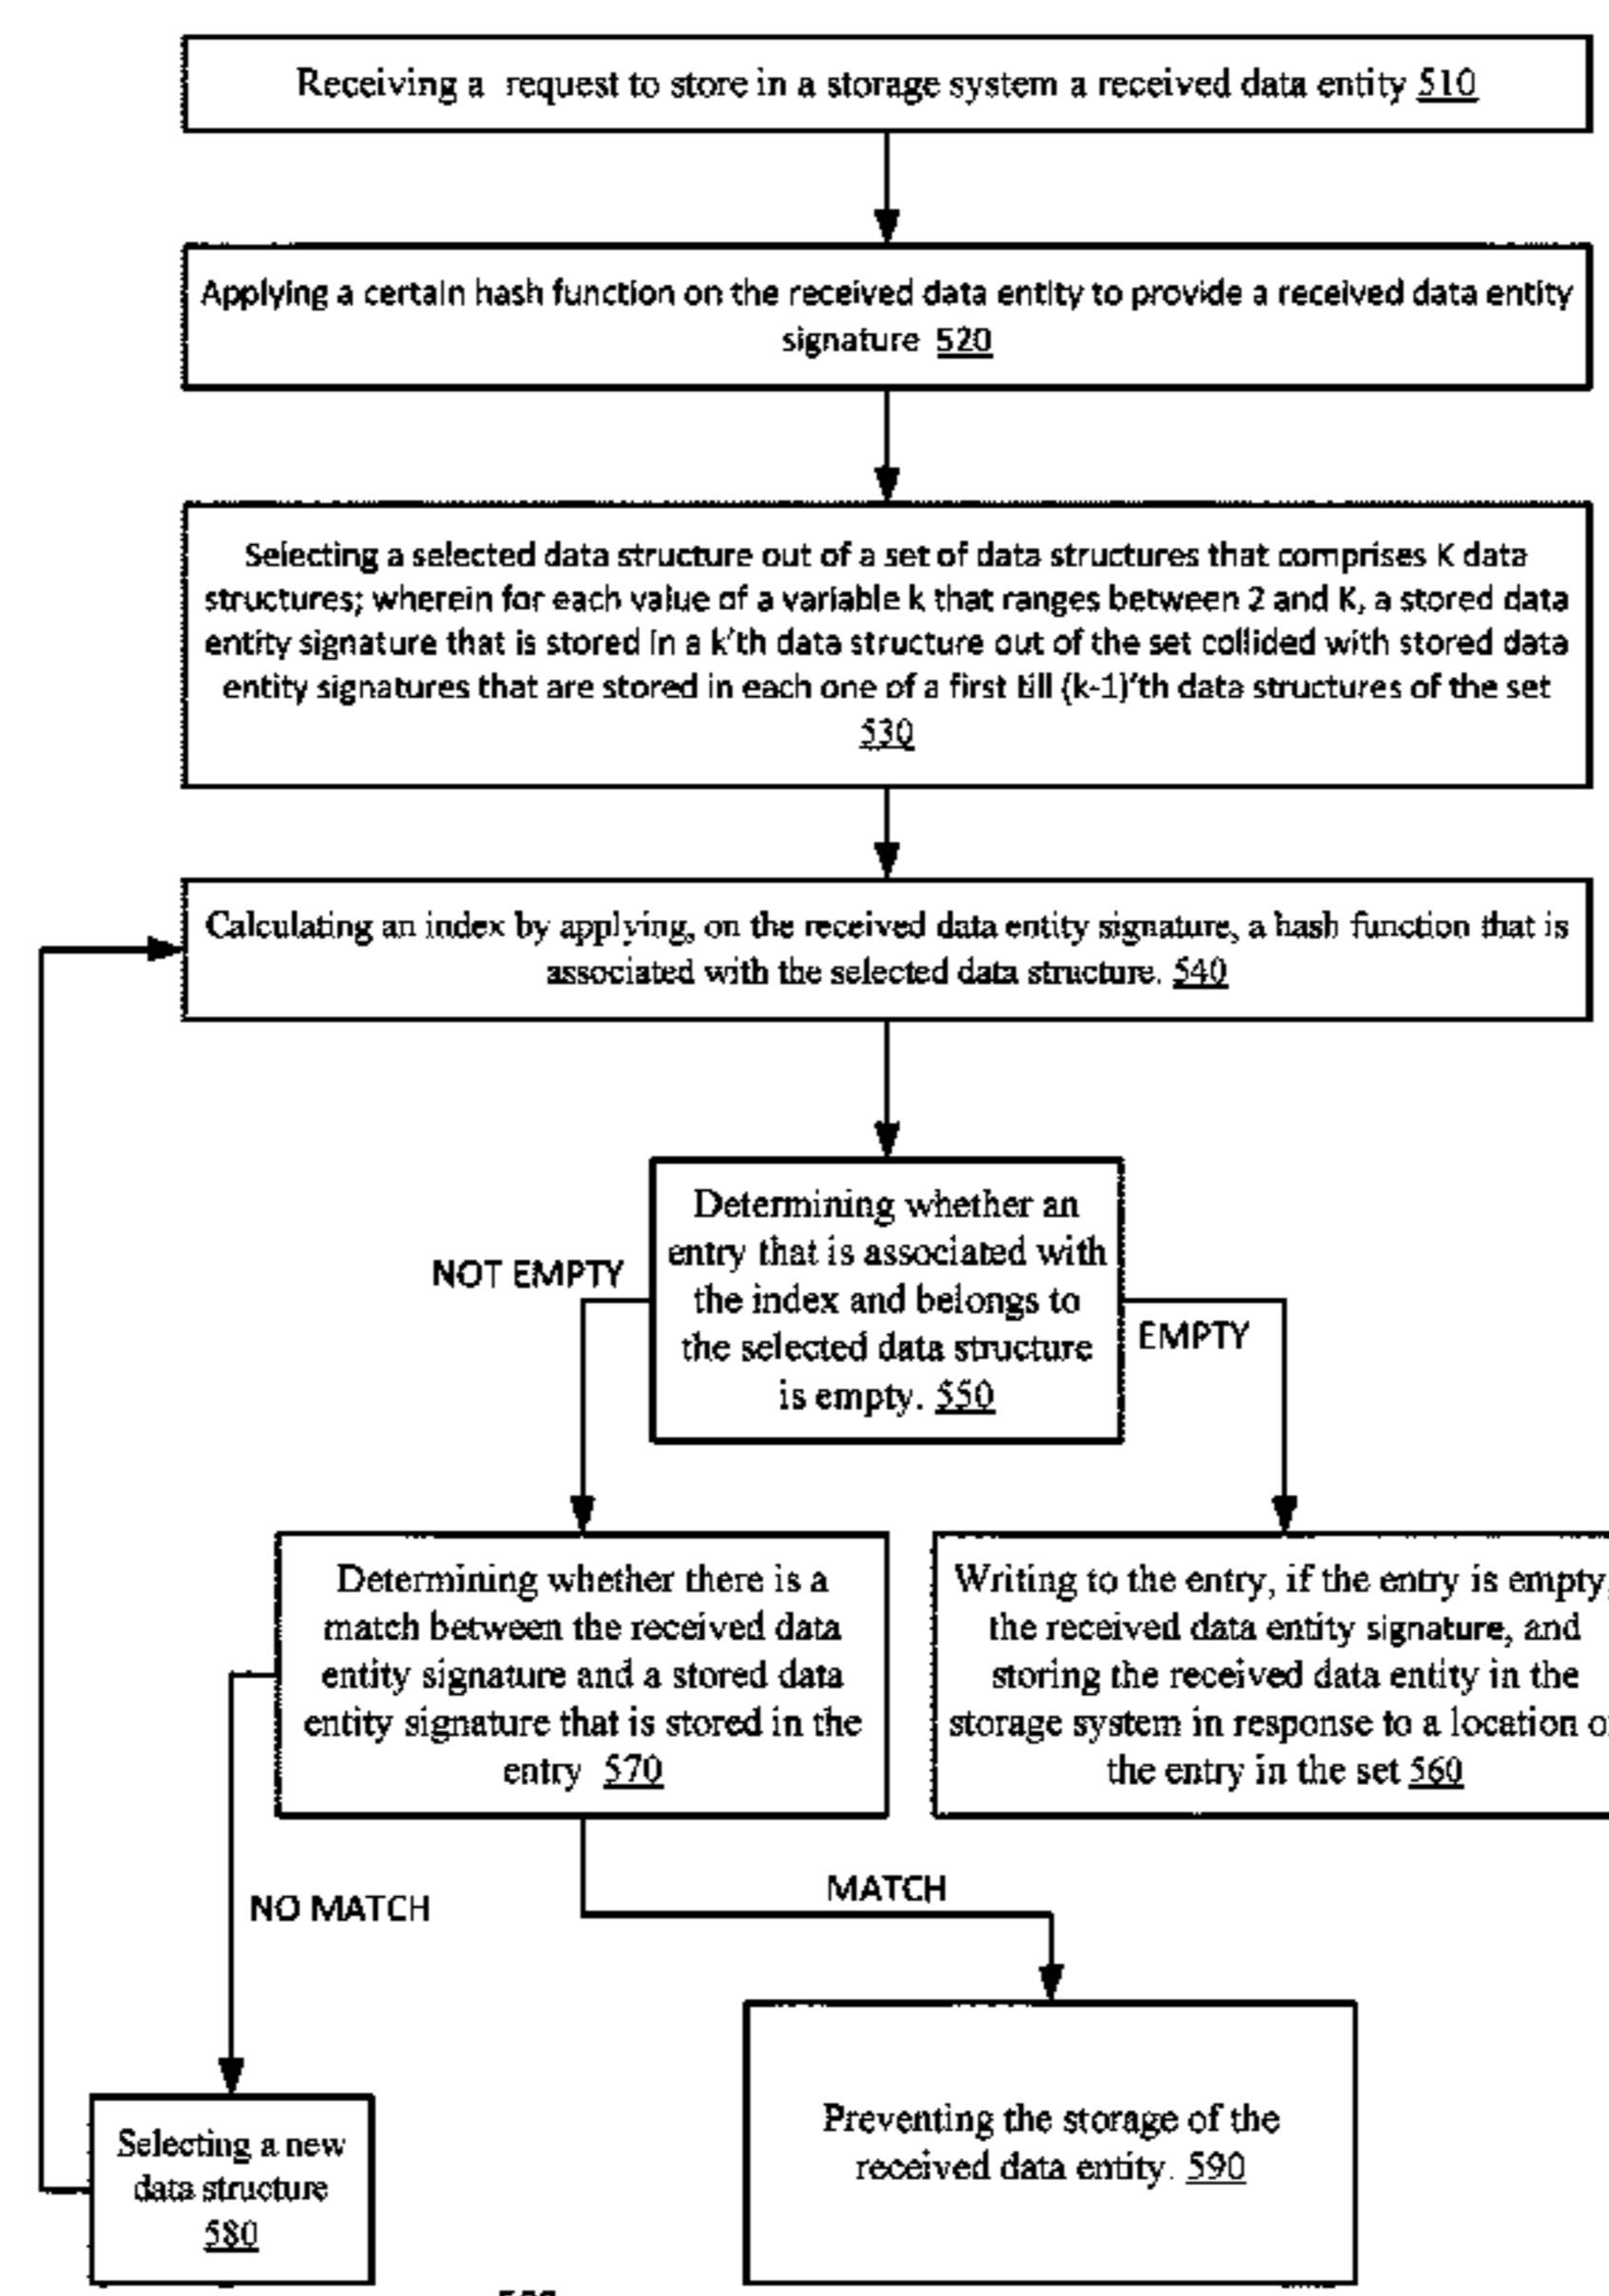 Receiving a request to store in a storage system a received data entity 510
Applying a certain hash function on the received data entity to provide a received data entity
signature 520
Selecting a selected data structure out of a set of data structures that comprises K data
structures; wherein for each value of a variable k that ranges between 2 and K, a stored data
entity signature that is stored in a k'th data structure out of the set collided with stored data
entity signatures that are stored in each one of a first till (k-1)'th data structures of the set
530
Calculating an index by applying, on the received data entity signature, a hash function that is
associated with the selected data structure. 540
Determining whether an
entry that is associated with
the index and belongs to
the selected data structure
is empty. 550
NOT EMPTY
EMPTY
Determining whether there is a
match between the received data
entity signature and a stored data
entity signature that is stored in the
entry 570
Writing to the entry, if the entry is empty,
the received data entity signature, and
storing the received data entity in the
storage system in response to a location of
the entry in the set 560
NO MATCH
MATCH
Selecting a new
data structure
580
Preventing the storage of the
received data entity. 590